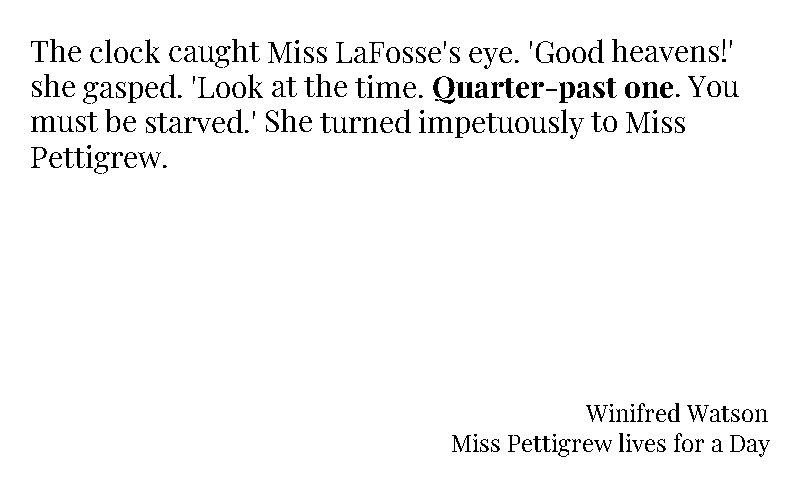 The clock caught Miss LaFosse's eye. 'Good heavens!'
she gasped. 'Look at the time. Quarter-past one. You
must be starved.' She turned impetuously to Miss
Pettigrew.
Winifred Watson
Miss Pettigrew lives for a Day